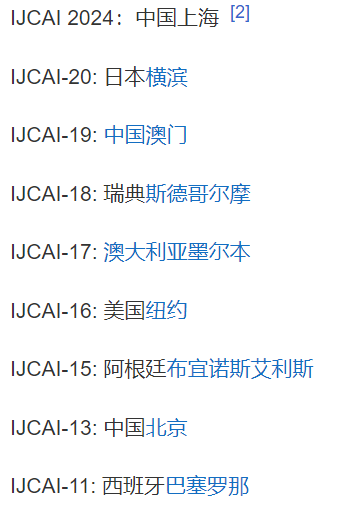 IJCAI 2024：中国上海 [2]
IJCAI-20: 日本横滨
IJCAI-19: 中国澳门
IJCAI-18: 瑞典斯德哥尔摩
IJCAI-17: 澳大利亚墨尔本
IJCAI-16: 美国纽约
IJCAI-15: 阿根廷布宜诺斯艾利斯
IJCAI-13: 中国北京
IJCAI-11: 西班牙巴塞罗那